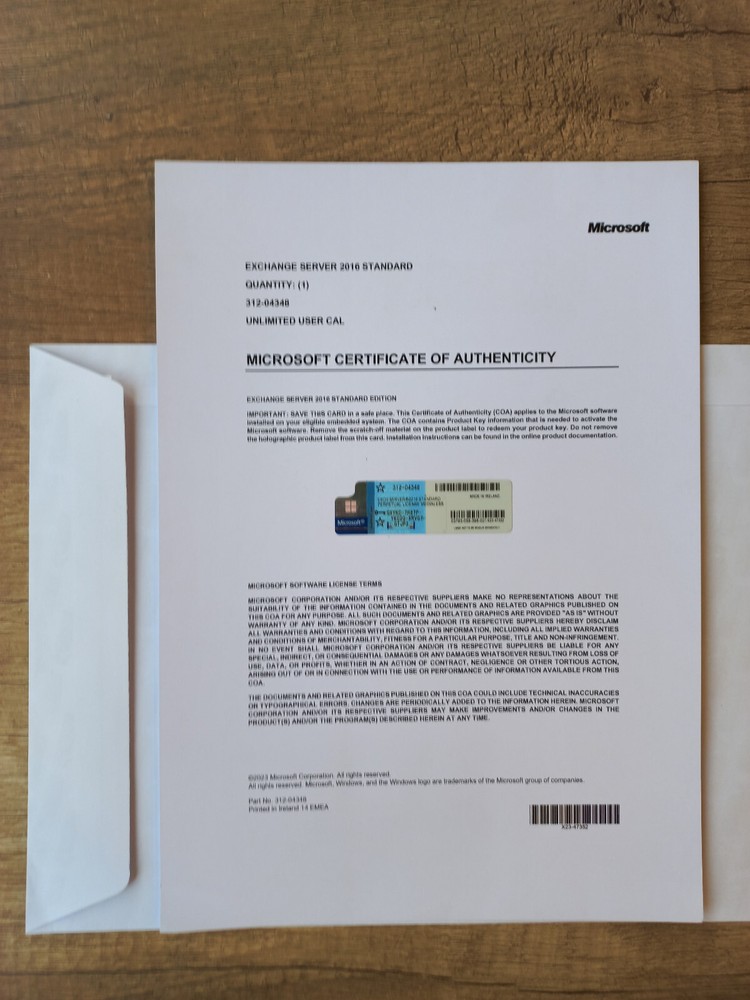 Microsoft
EXCHANGE SERVER 2016 STANDARD
QUANTITY: (1)
312-04348
UNLIMITED USER CAL
MICROSOFT CERTIFICATE OF AUTHENTICITY
EXCHANGE SERVER 2016 STANDARD EDITION
IMPORTANT: SAVE THIS CARD in a safe place. This Certificate of Authenticity (COA) applies to the Microsoft software
installed on your eligible embedded system. The COA contains Product Key information that is needed to activate the
Microsoft software. Remove the scratch-off material on the product label to redeem your product key. Do not remove
the holographic product label from this card. Installation instructions can be found in the online product documentation.
312-04348
MADE IN IRELAND
Microsoft®
MICROSOFT SOFTWARE LICENSE TERMS
MICROSOFT CORPORATION AND/OR ITS RESPECTIVE SUPPLIERS MAKE NO REPRESENTATIONS ABOUT THE
SUITABILITY OF THE INFORMATION CONTAINED IN THE DOCUMENTS AND RELATED GRAPHICS PUBLISHED ON
THIS COA FOR ANY PURPOSE. ALL SUCH DOCUMENTS AND RELATED GRAPHICS ARE PROVIDED "AS IS" WITHOUT
WARRANTY OF ANY KIND. MICROSOFT CORPORATION AND/OR ITS RESPECTIVE SUPPLIERS HEREBY DISCLAIM
ALL WARRANTIES AND CONDITIONS WITH REGARD TO THIS INFORMATION, INCLUDING ALL IMPLIED WARRANTIES
AND CONDITIONS OF MERCHANTABILITY, FITNESS FOR A PARTICULAR PURPOSE, TITLE AND NON-INFRINGEMENT.
IN NO EVENT SHALL MICROSOFT CORPORATION AND/OR ITS RESPECTIVE SUPPLIERS BE LIABLE FOR ANY
SPECIAL, INDIRECT, OR CONSEQUENTIAL DAMAGES OR ANY DAMAGES WHATSOEVER RESULTING FROM LOSS OF
USE, DATA, OR PROFITS, WHETHER IN AN ACTION OF CONTRACT, NEGLIGENCE OR OTHER TORTIOUS ACTION,
ARISING OUT OF OR IN CONNECTION WITH THE USE OR PERFORMANCE OF INFORMATION AVAILABLE FROM THIS
COA.
THE DOCUMENTS AND RELATED GRAPHICS PUBLISHED ON THIS COA COULD INCLUDE TECHNICAL INACCURACIES
OR TYPOGRAPHICAL ERRORS. CHANGES ARE PERIODICALLY ADDED TO THE INFORMATION HEREIN. MICROSOFT
CORPORATION AND/OR ITS RESPECTIVE SUPPLIERS MAY MAKE IMPROVEMENTS AND/OR CHANGES IN THE
PRODUCT(S) AND/OR THE PROGRAM(S) DESCRIBED HEREIN AT ANY TIME.
©2023 Microsoft Corporation. All rights reserved.
All rights reserved. Microsoft, Windows, and the Windows logo are trademarks of the Microsoft group of companies.
Part No. 312-04348
Printed in Ireland 14 EMEA
X23-47352